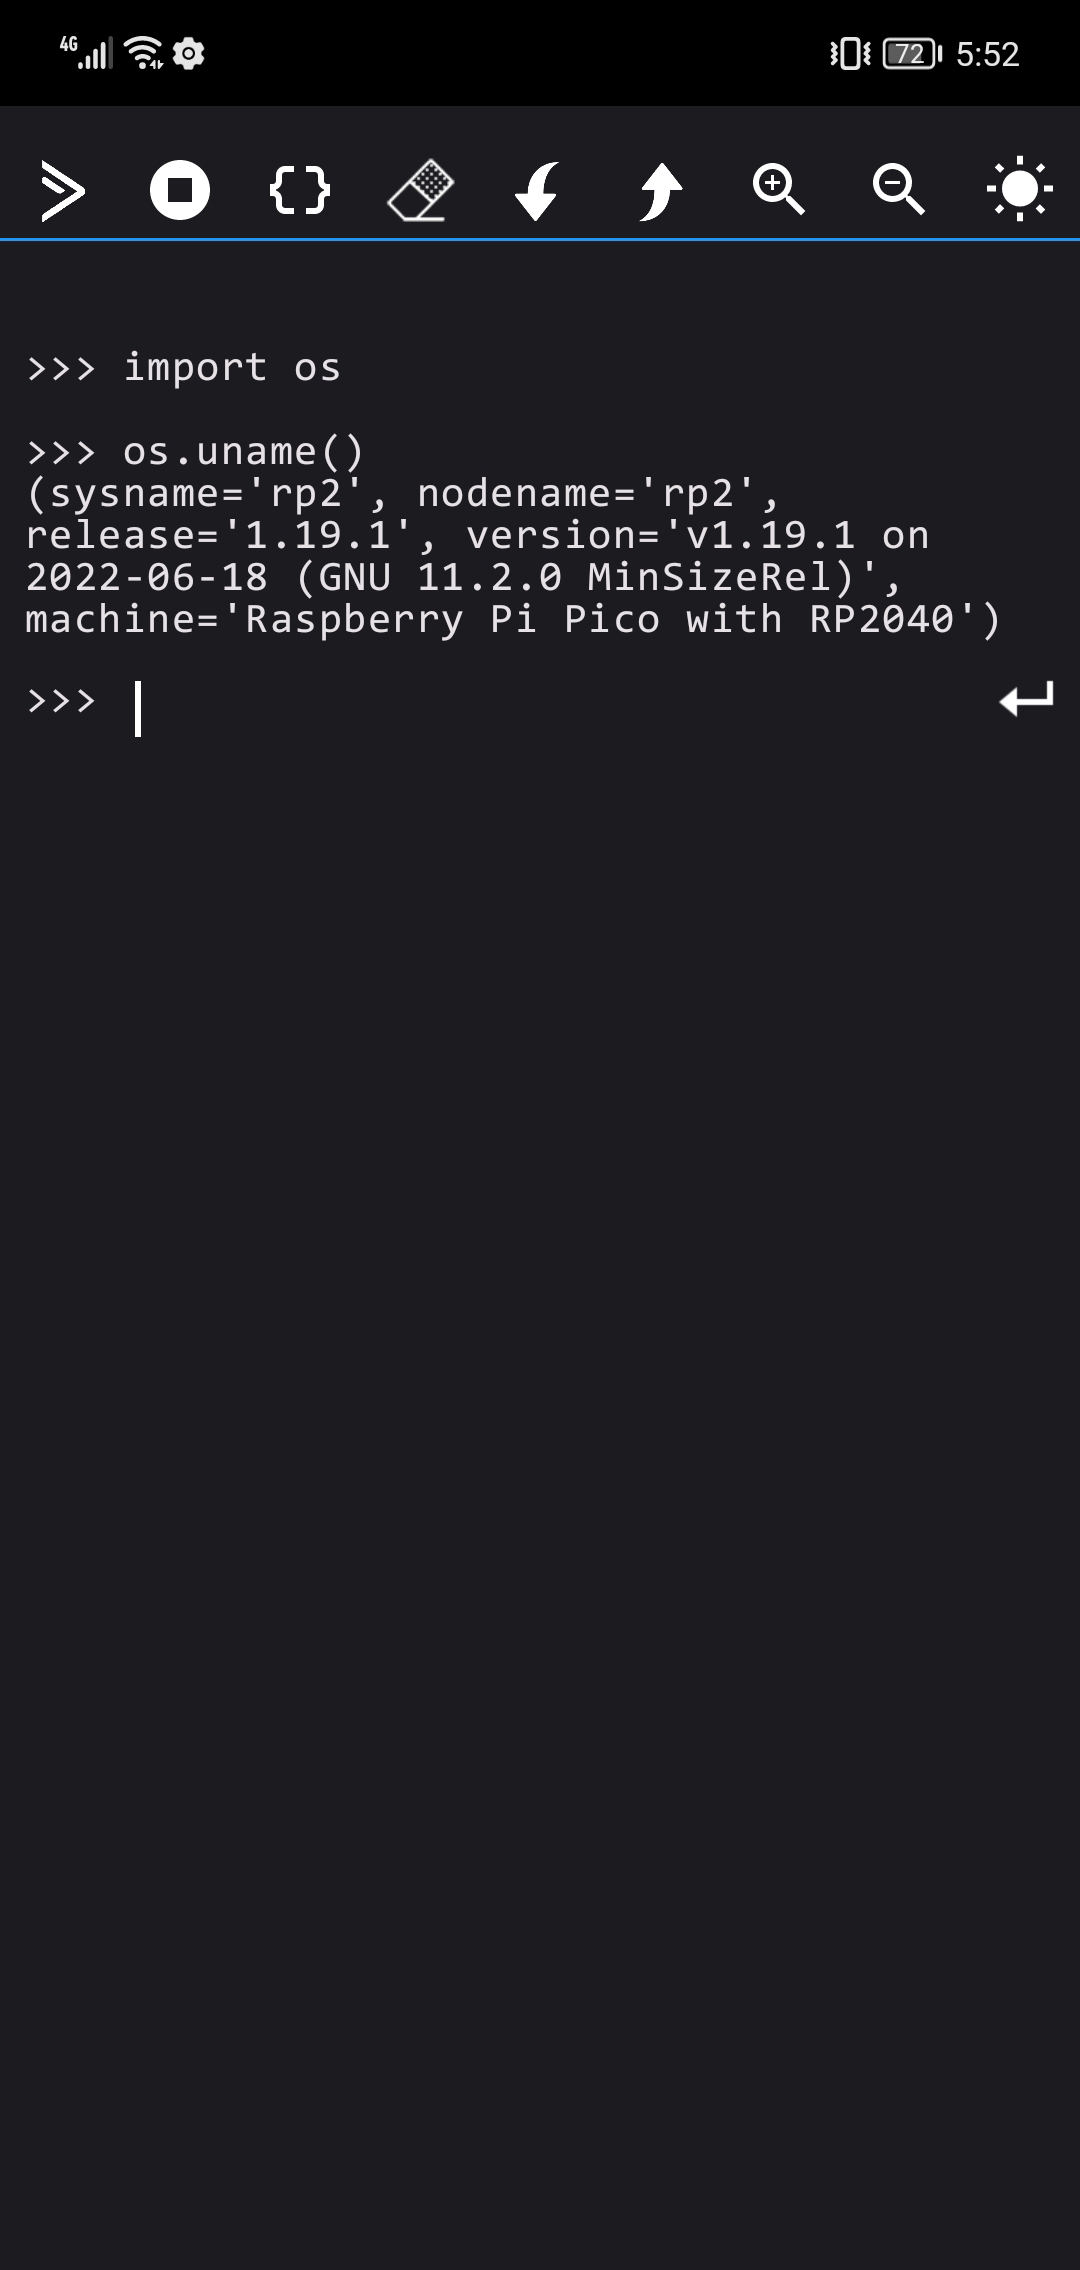 4G 72 5:52
>>> import os
>>> os.uname()
(sysname='rp2', nodename='rp2',
release='1.19.1', version='v1.19.1 on
2022-06-18 (GNU 11.2.0 MinSizeRel)',
machine='Raspberry Pi Pico with RP2040')
>>>